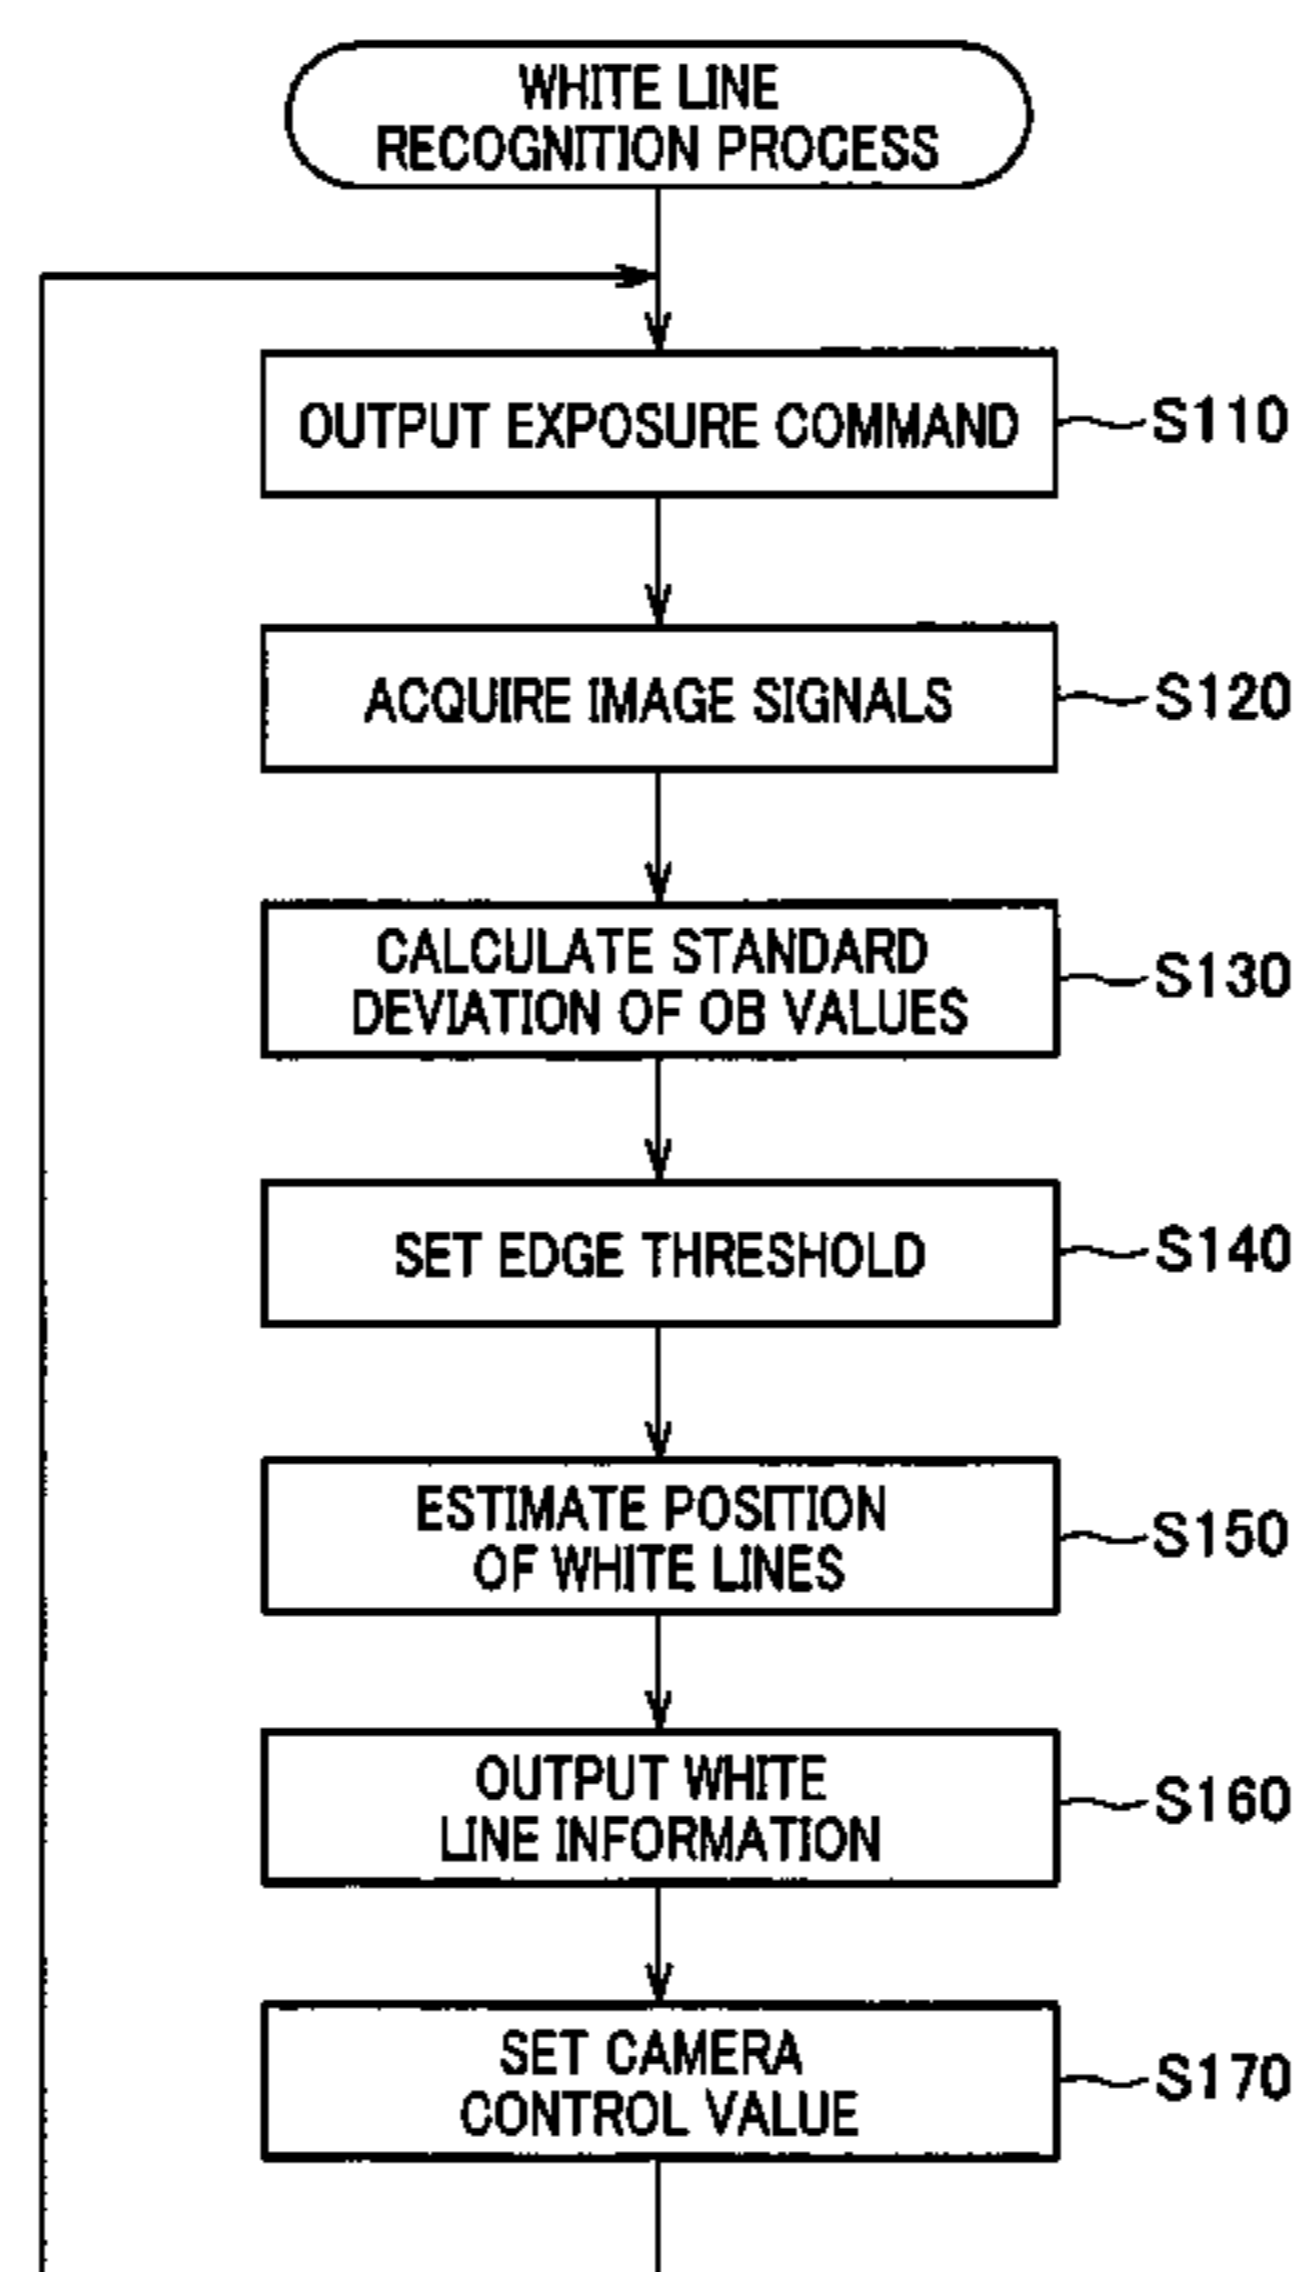 WHITE LINE
RECOGNITION PROCESS
OUTPUT EXPOSURE COMMAND
S110
ACQUIRE IMAGE SIGNALS
S120
CALCULATE STANDARD
DEVIATION OF OB VALUES
S130
SET EDGE THRESHOLD
S140
ESTIMATE POSITION
OF WHITE LINES
S150
OUTPUT WHITE
LINE INFORMATION
S160
SET CAMERA
CONTROL VALUE
S170